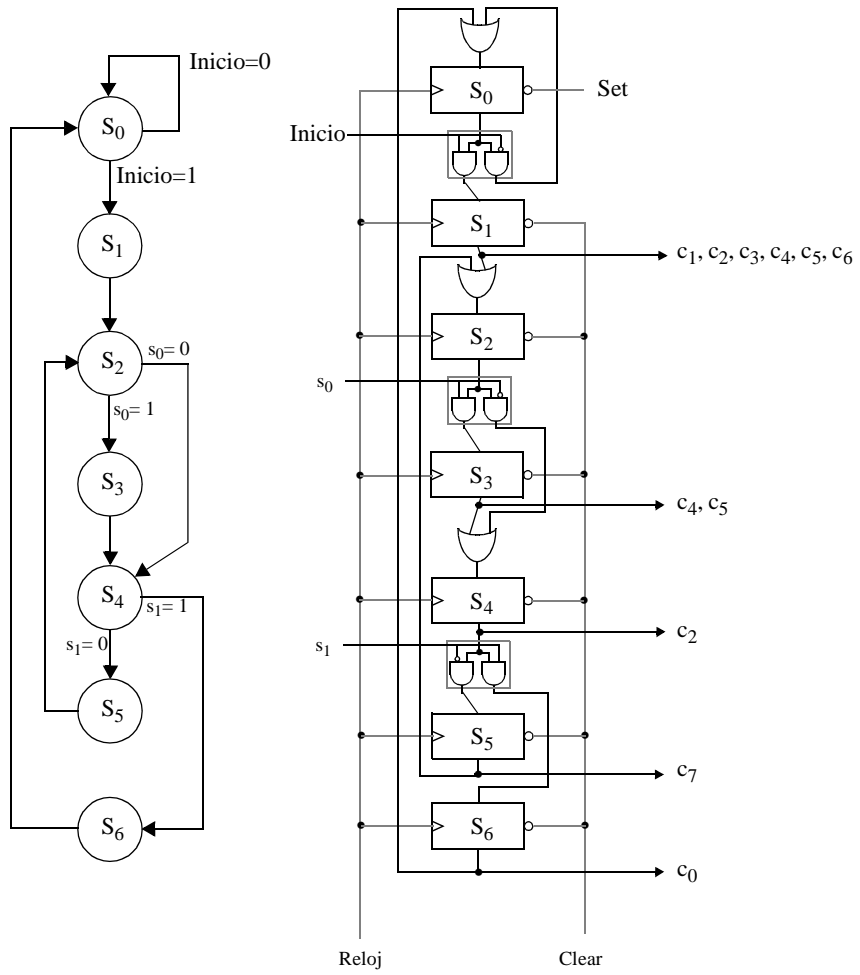 Inicio=0
S0
Inicio=1
S1
S2
s0= 0
s0= 1
S3
S4
s1= 1
s1= 0
S5
S6
S0
Set
Inicio
S1
c1, c2, c3, c4, c5, c6
S2
s0
S3
c4, c5
S4
c2
s1
S5
c7
S6
c0
Reloj
Clear